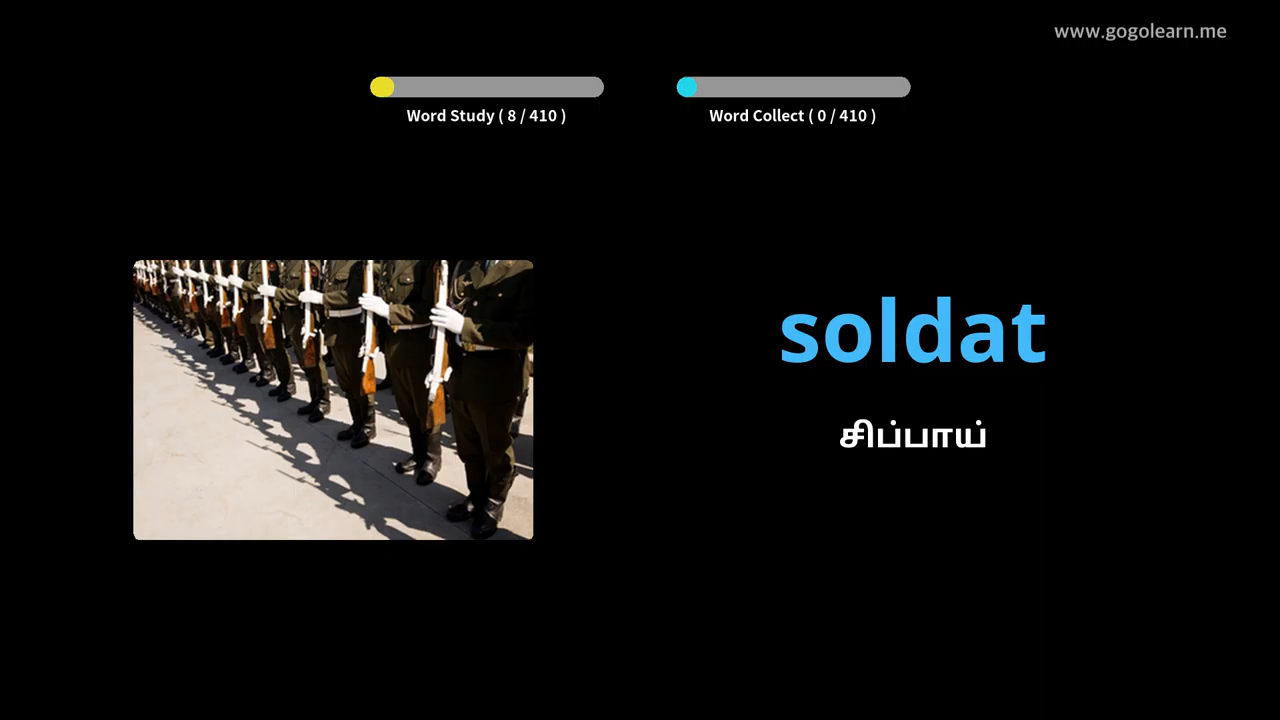 www.gogolearn.me
Word Study ( 8 / 410 )
Word Collect ( 0 / 410 )
soldat
சிப்பாய்